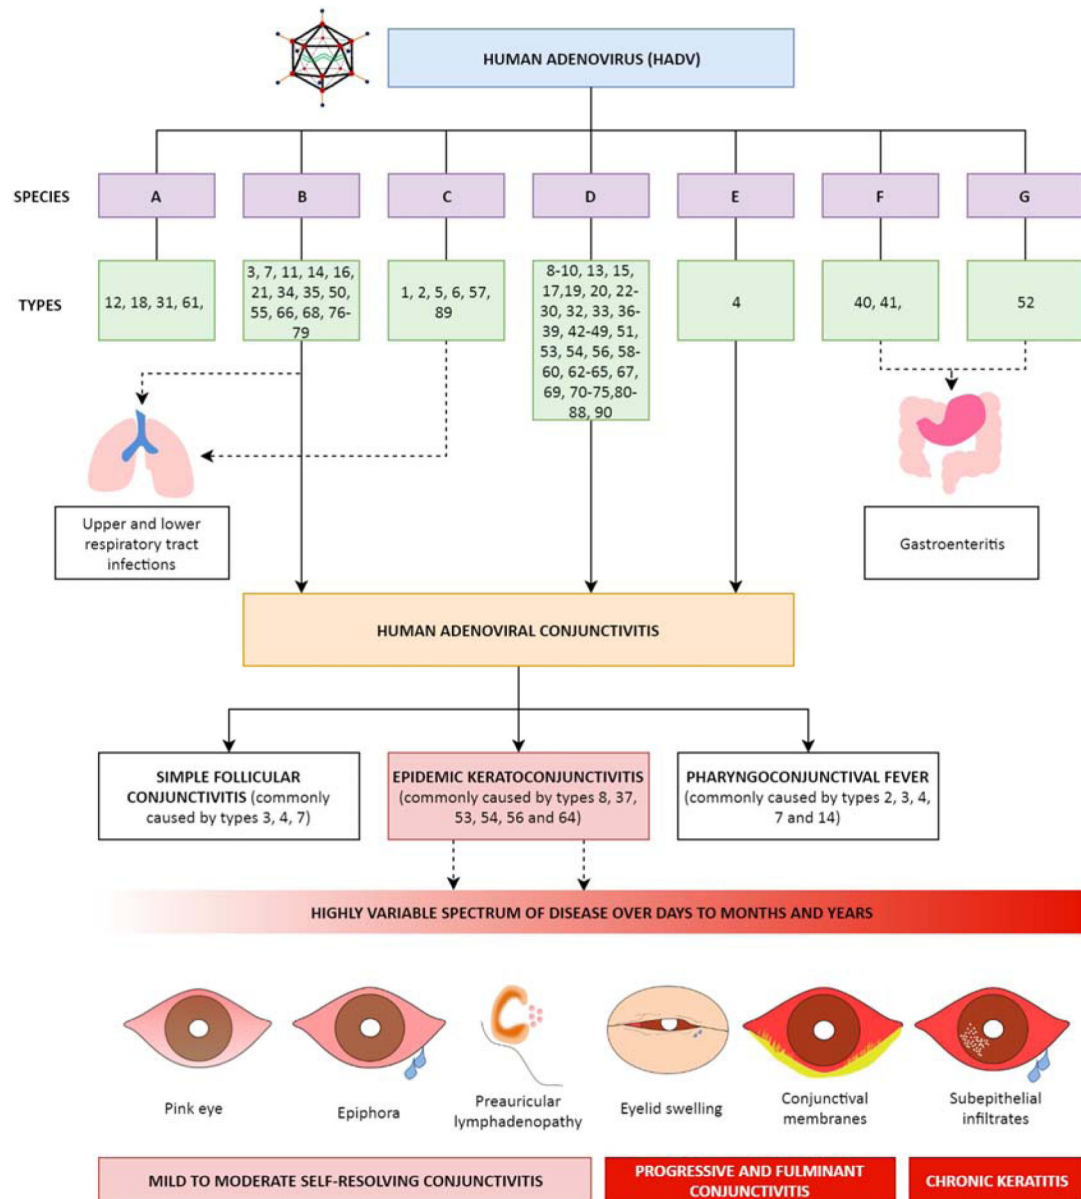 HUMAN ADENOVIRUS (HADV)
SPECIES
A
B
C
D
E
F
G
TYPES
12, 18, 31, 61,
3, 7, 11, 14, 16,
21, 34, 35, 50,
55, 66, 68, 76-
79
1, 2, 5, 6, 57,
89
8-10, 13, 15,
17,19, 20, 22-
30, 32, 33, 36-
39, 42-49, 51,
53, 54, 56, 58-
60, 62-65, 67,
69, 70-75,80-
88, 90
4
40, 41,
52
Upper and lower
respiratory tract
infections
Gastroenteritis
HUMAN ADENOVIRAL CONJUNCTIVITIS
SIMPLE FOLLICULAR
CONJUNCTIVITIS (commonly
caused by types 3, 4, 7)
EPIDEMIC KERATOCONJUNCTIVITIS
(commonly caused by types 8, 37,
53, 54, 56 and 64)
PHARYNGOCONJUNCTIVAL FEVER
(commonly caused by types 2, 3, 4,
7 and 14)
HIGHLY VARIABLE SPECTRUM OF DISEASE OVER DAYS TO MONTHS AND YEARS
Pink eye
Epiphora
Preauricular
lymphadenopathy
Eyelid swelling
Conjunctival
membranes
Subepithelial
infiltrates
MILD TO MODERATE SELF-RESOLVING CONJUNCTIVITIS
PROGRESSIVE AND FULMINANT
CONJUNCTIVITIS
CHRONIC KERATITIS